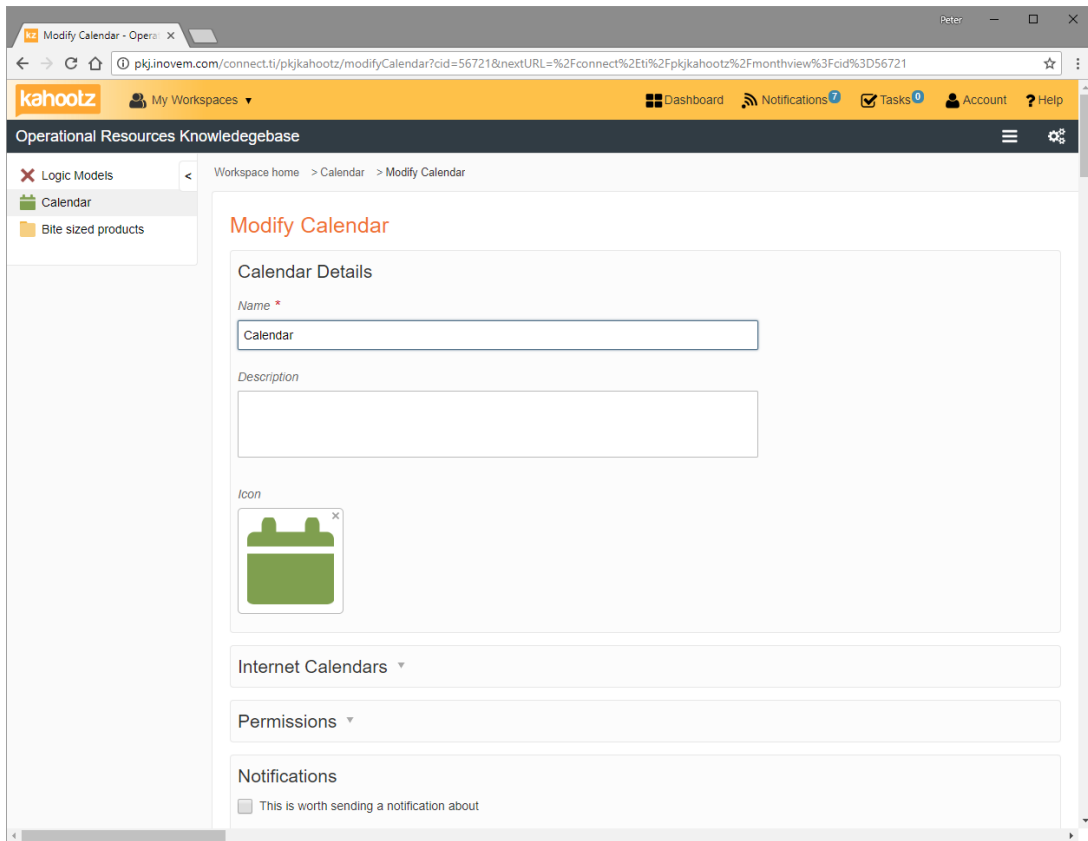 Peter
kz Modify Calendar - Operat
pkj.inovem.com/connect.ti/pkjkahootz/modifyCalendar?cid=56721&nextURL=%2Fconnect%2Eti%2Fpkjkahootz%2Fmonthview%3Fcid%3D56721
kahootz My Workspaces Dashboard Notifications 7 Tasks 0 Account ? Help
Operational Resources Knowledegebase
Logic Models < Workspace home > Calendar > Modify Calendar
Calendar
Bite sized products
Modify Calendar
Calendar Details
Name *
Calendar
Description
Icon
Internet Calendars
Permissions
Notifications
This is worth sending a notification about